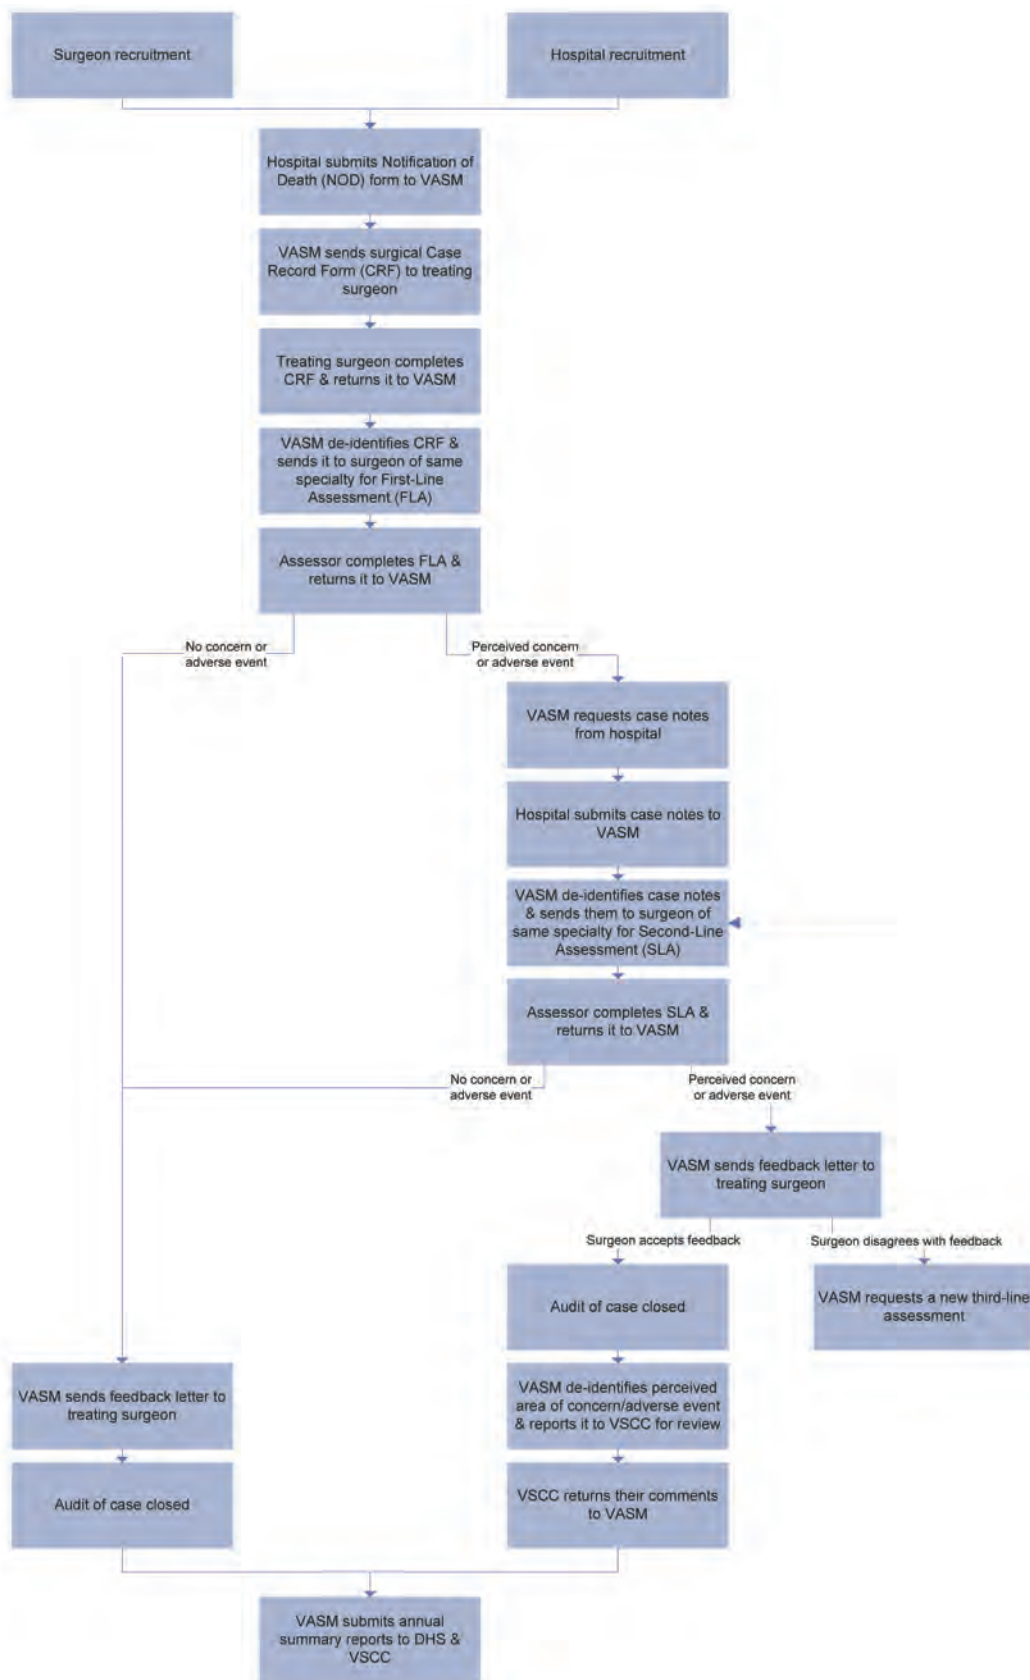 Surgeon recruitment
Hospital recruitment
Hospital submits Notification of
Death (NOD) form to VASM
VASM sends surgical Case
Record Form (CRF) to treating
surgeon
Treating surgeon completes
CRF & returns it to VASM
VASM de-identifies CRF &
sends it to surgeon of same
specialty for First-Line
Assessment (FLA)
Assessor completes FLA &
returns it to VASM
No concern or
adverse event
Perceived concern
or adverse event
VASM requests case notes
from hospital
Hospital submits case notes to
VASM
VASM de-identifies case notes
& sends them to surgeon of
same specialty for Second-Line
Assessment (SLA)
Assessor completes SLA &
returns it to VASM
No concern or
adverse event
Perceived concern
or adverse event
VASM sends feedback letter to
treating surgeon
Surgeon accepts feedback
Surgeon disagrees with feedback
Audit of case closed
VASM requests a new third-line
assessment
VASM sends feedback letter to
treating surgeon
VASM de-identifies perceived
area of concern/adverse event
& reports it to VSCC for review
Audit of case closed
VSCC returns their comments
to VASM
VASM submits annual
summary reports to DHS &
VSCC